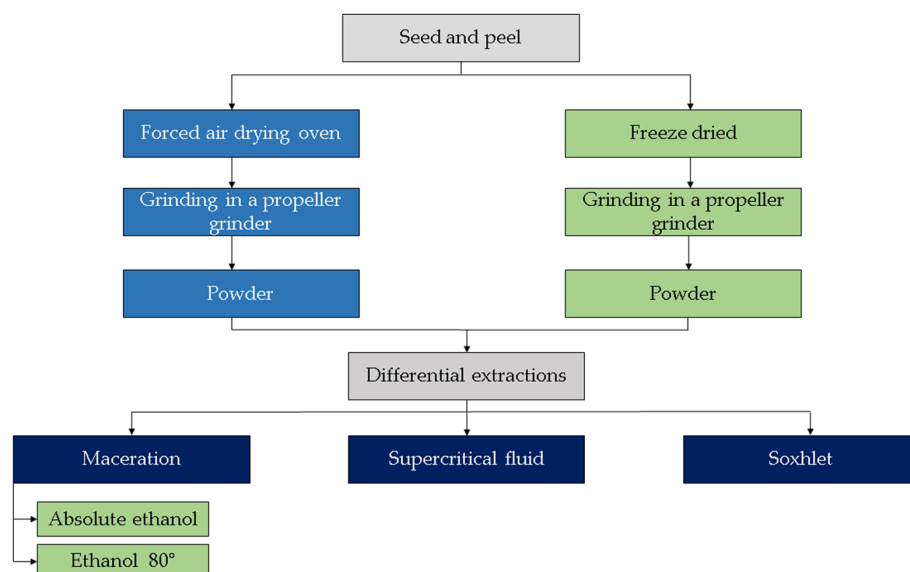 Seed and peel
Forced air drying oven
Freeze dried
Grinding in a propeller
grinder
Grinding in a propeller
grinder
Powder
Powder
Differential extractions
Maceration
Supercritical fluid
Soxhlet
Absolute ethanol
Ethanol 80°